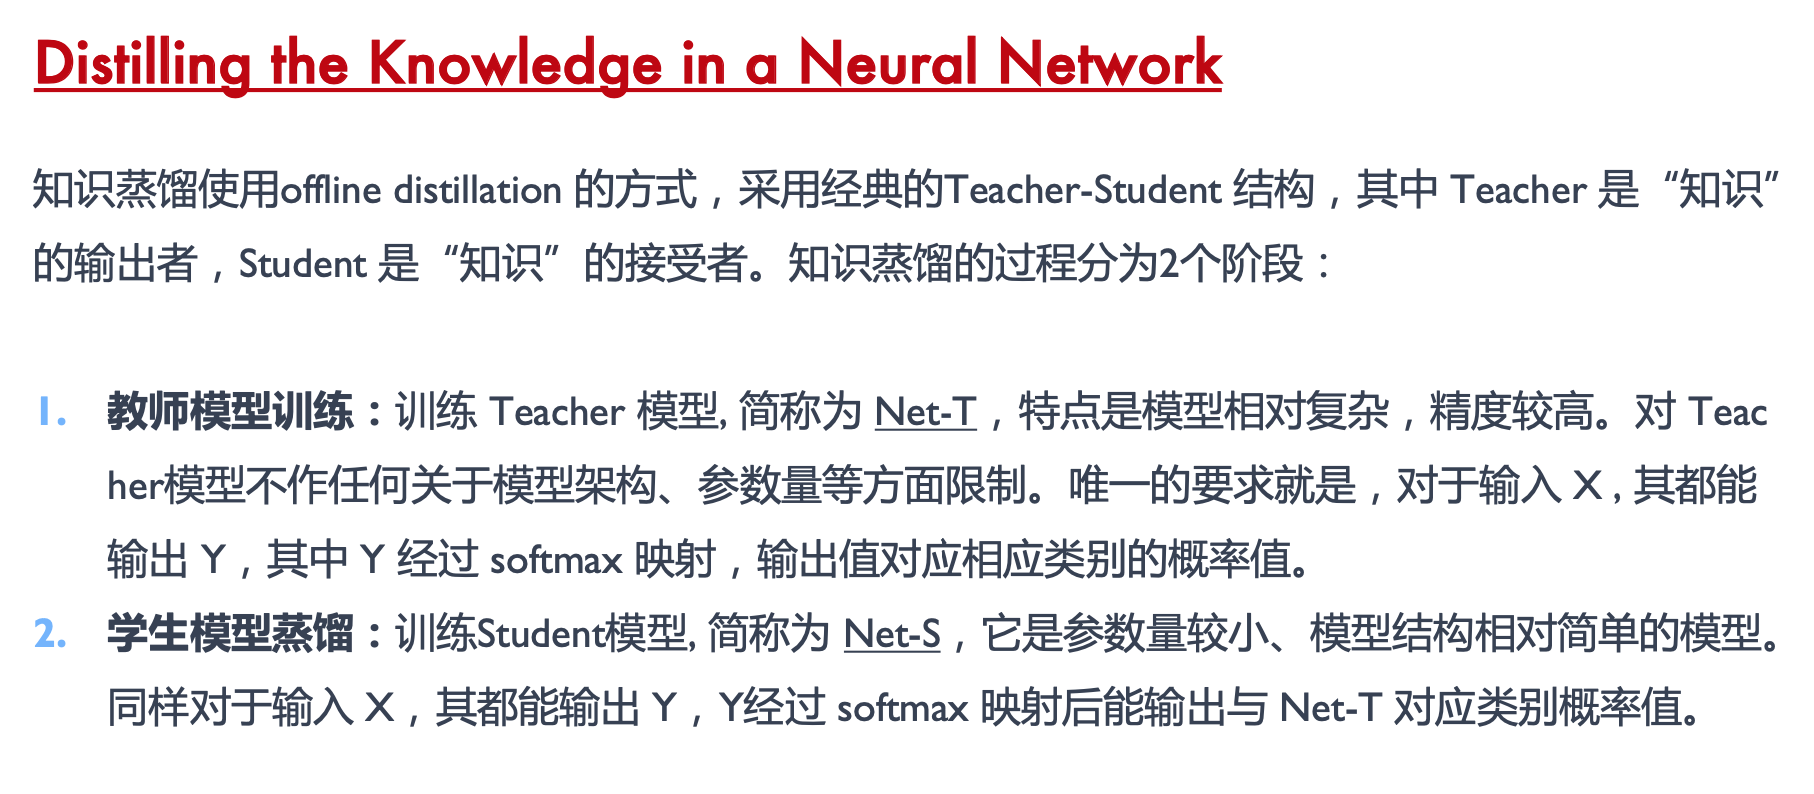 Distilling the Knowledge in a Neural Network
知识蒸馏使用offline distillation 的方式，采用经典的Teacher-Student 结构，其中 Teacher 是“知识”
的输出者，Student 是“知识”的接受者。知识蒸馏的过程分为2个阶段：
1. 教师模型训练：训练 Teacher 模型, 简称为 Net-T，特点是模型相对复杂，精度较高。对 Teac
her模型不作任何关于模型架构、参数量等方面限制。唯一的要求就是，对于输入 X , 其都能
输出 Y，其中 Y 经过 softmax 映射，输出值对应相应类别的概率值。
2. 学生模型蒸馏：训练Student模型, 简称为 Net-S，它是参数量较小、模型结构相对简单的模型。
同样对于输入 X，其都能输出 Y，Y经过 softmax 映射后能输出与 Net-T 对应类别概率值。